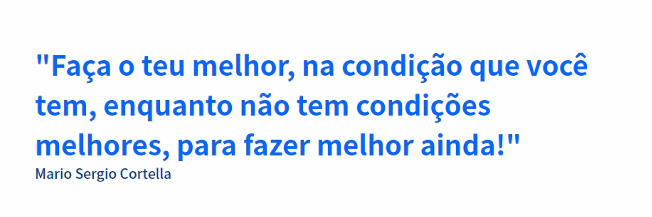 "Faça o teu melhor, na condição que você
tem, enquanto não tem condições
melhores, para fazer melhor ainda!"
Mario Sergio Cortella